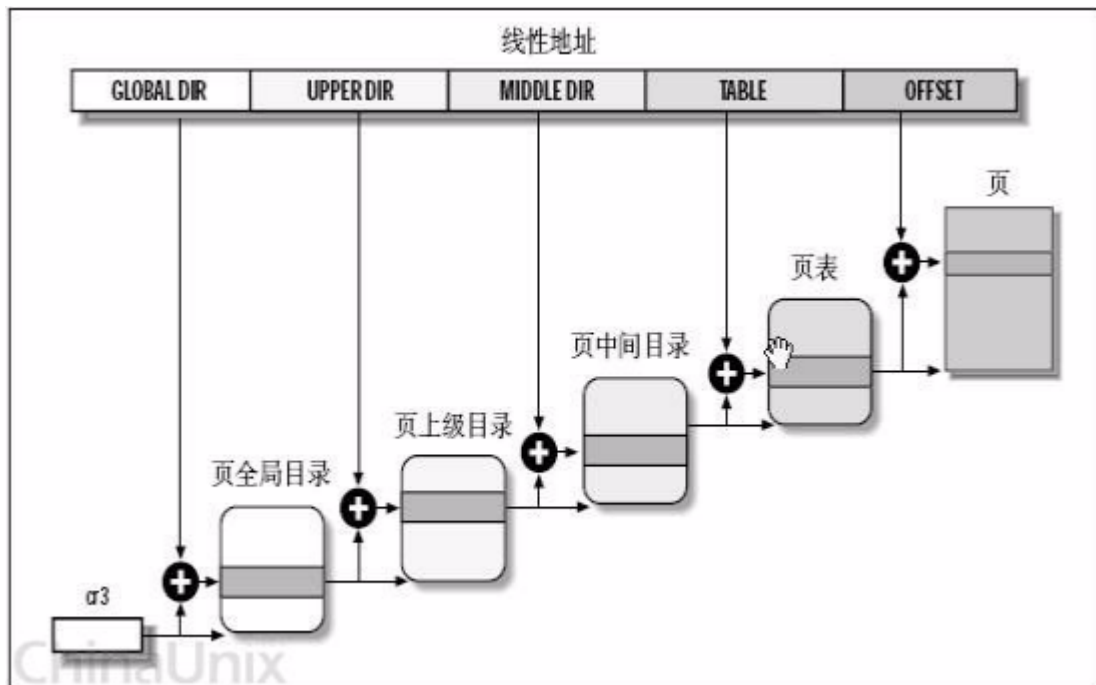 线性地址
GLOBAL DIR UPPER DIR MIDDLE DIR TABLE OFFSET
页
页表
页中间目录
页上级目录
页全局目录
cr3
ChinaUnix